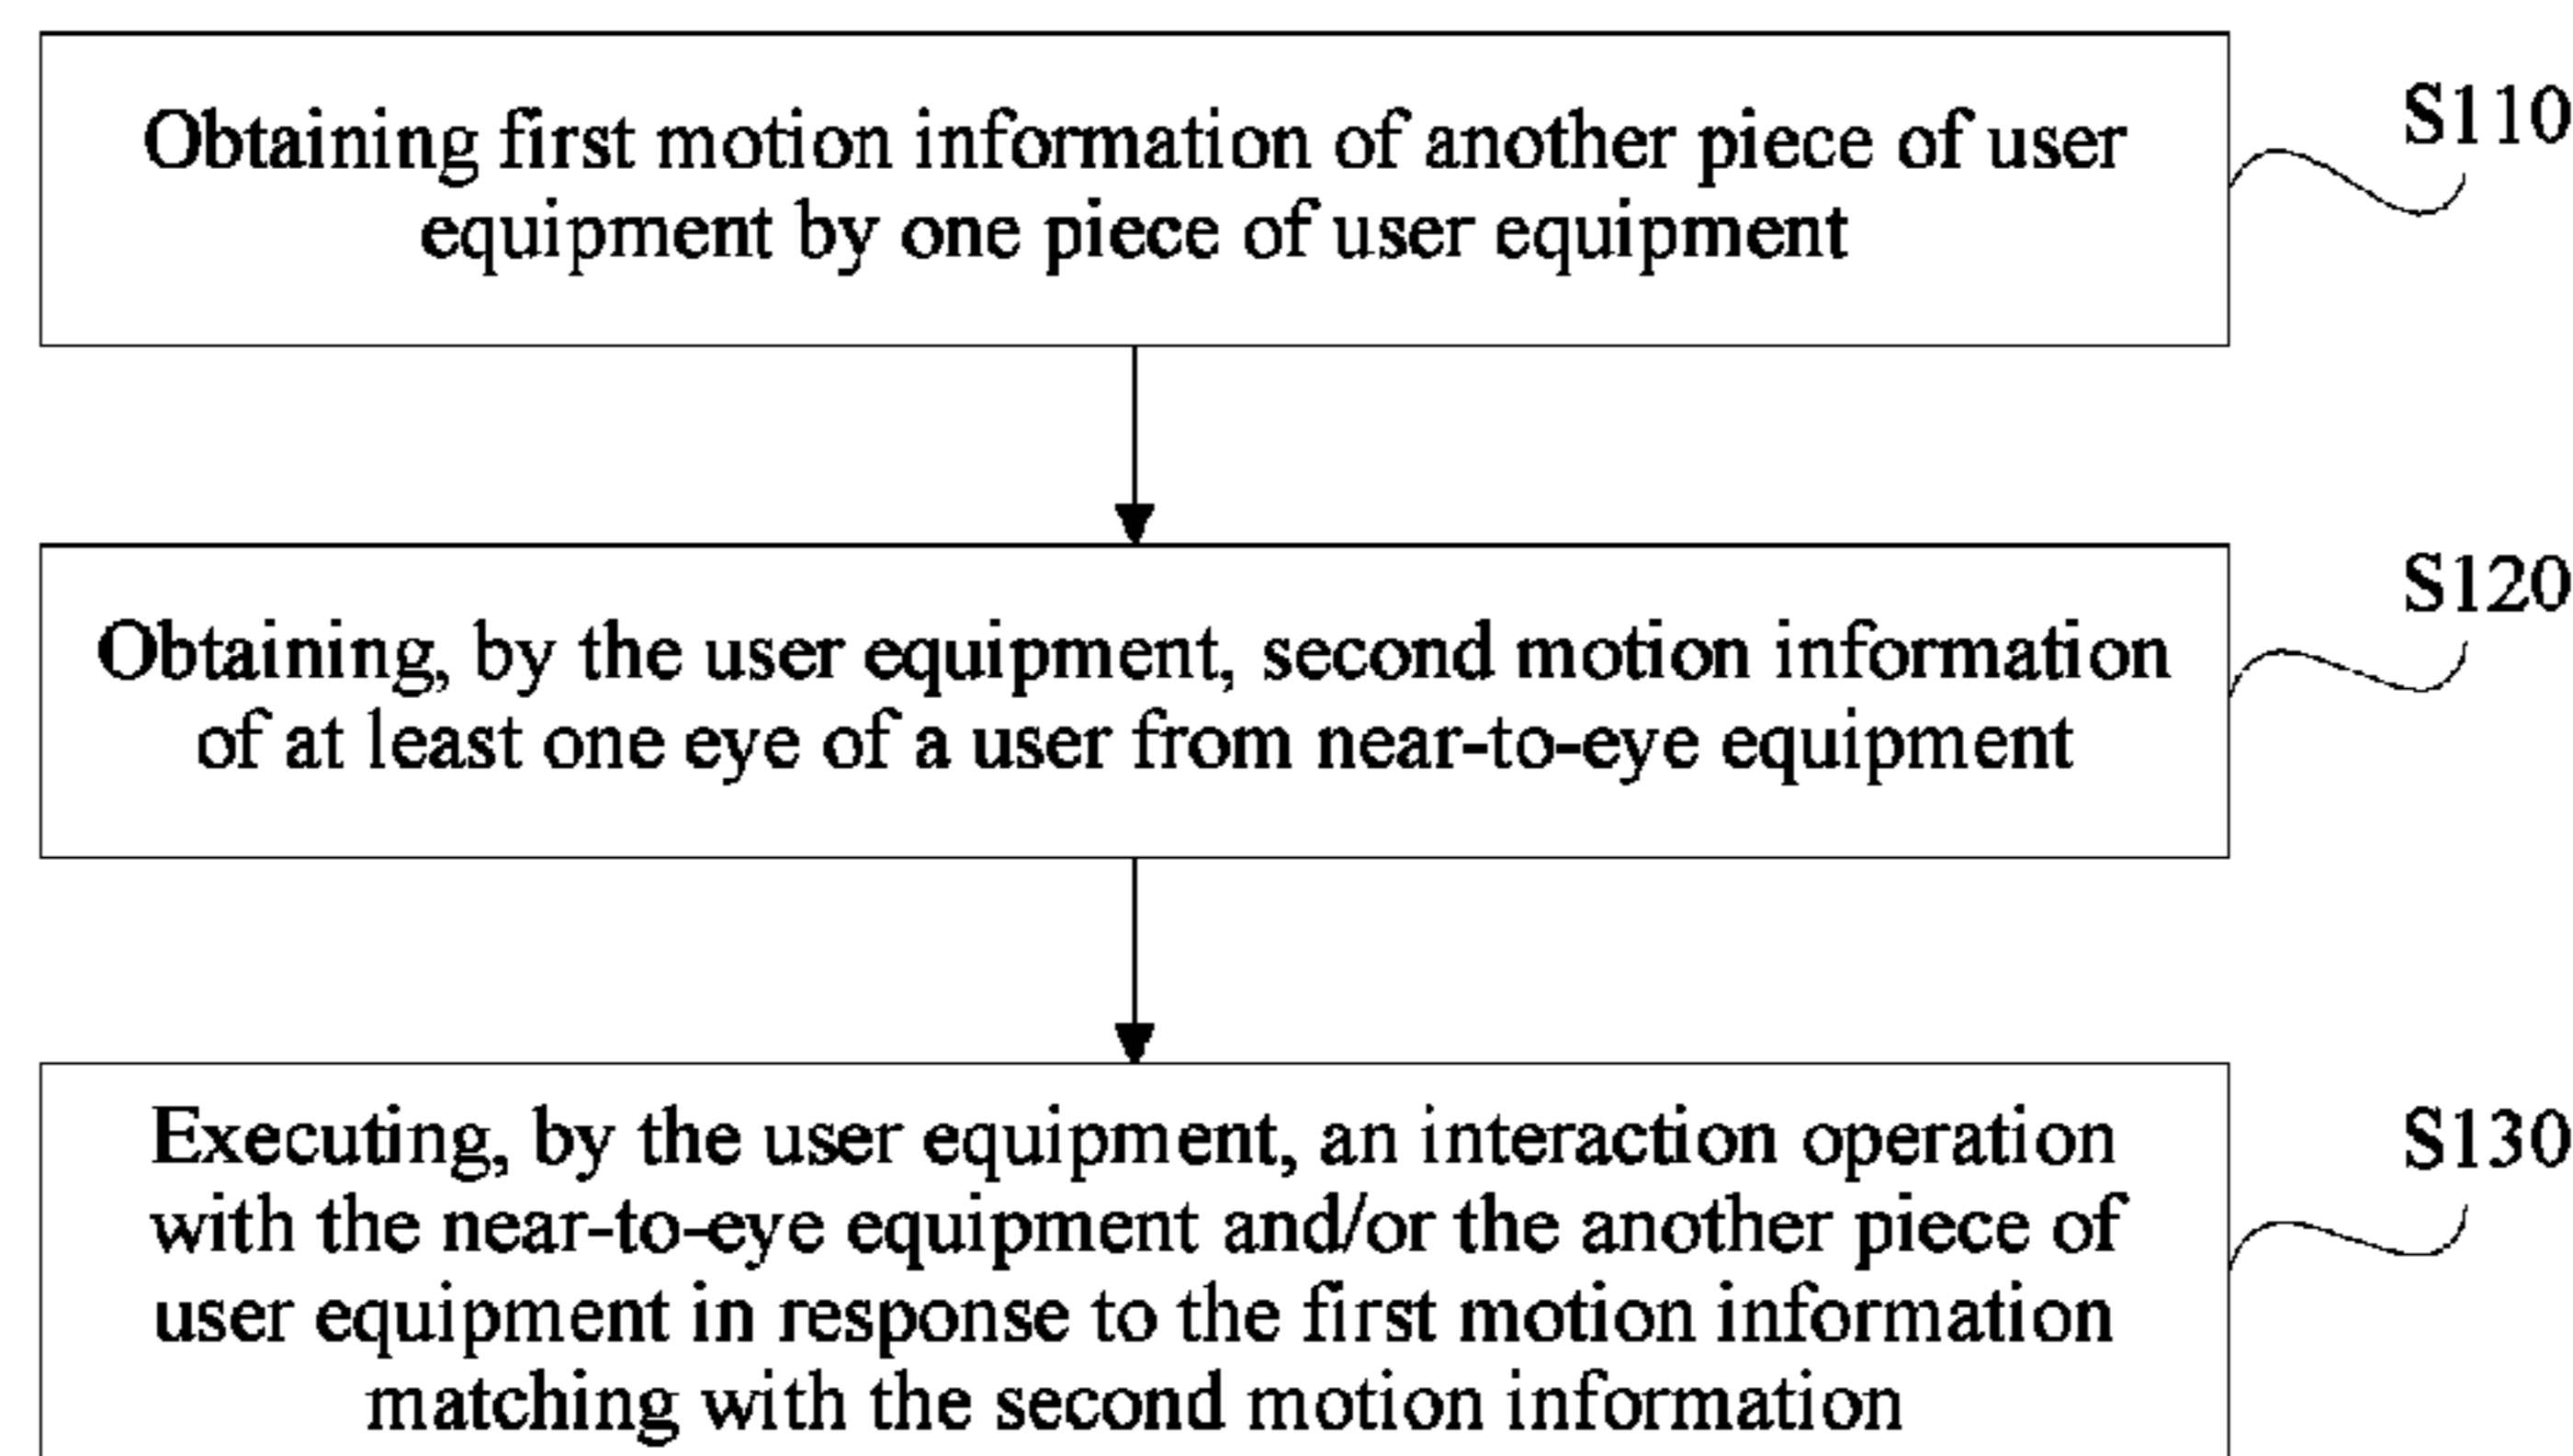 Obtaining first motion information of another piece of user
equipment by one piece of user equipment
S110
Obtaining, by the user equipment, second motion information
of at least one eye of a user from near-to-eye equipment
S120
Executing, by the user equipment, an interaction operation
with the near-to-eye equipment and/or the another piece of
user equipment in response to the first motion information
matching with the second motion information
S130